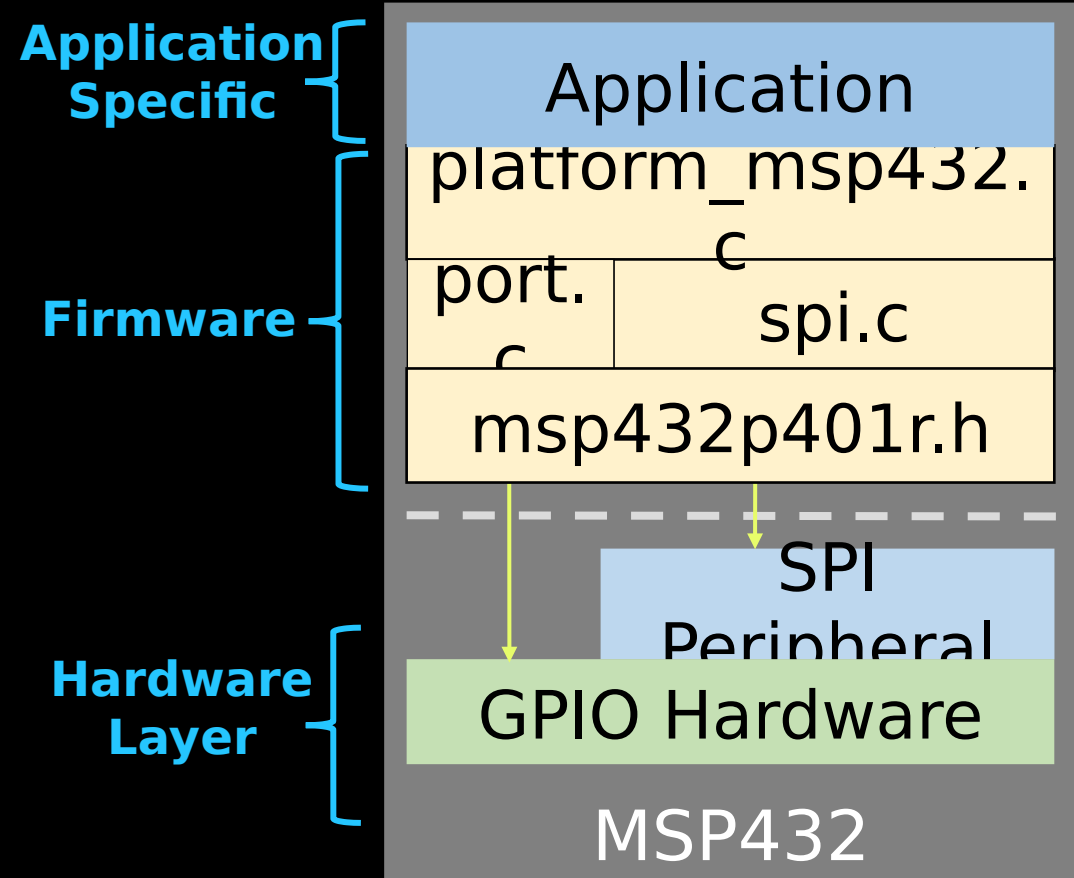 Application
Specific
Application
platform_msp432.
c
port.
c
spi.c
Firmware
msp432p401r.h
SPI
Peripheral
Hardware
Layer
GPIO Hardware
MSP432